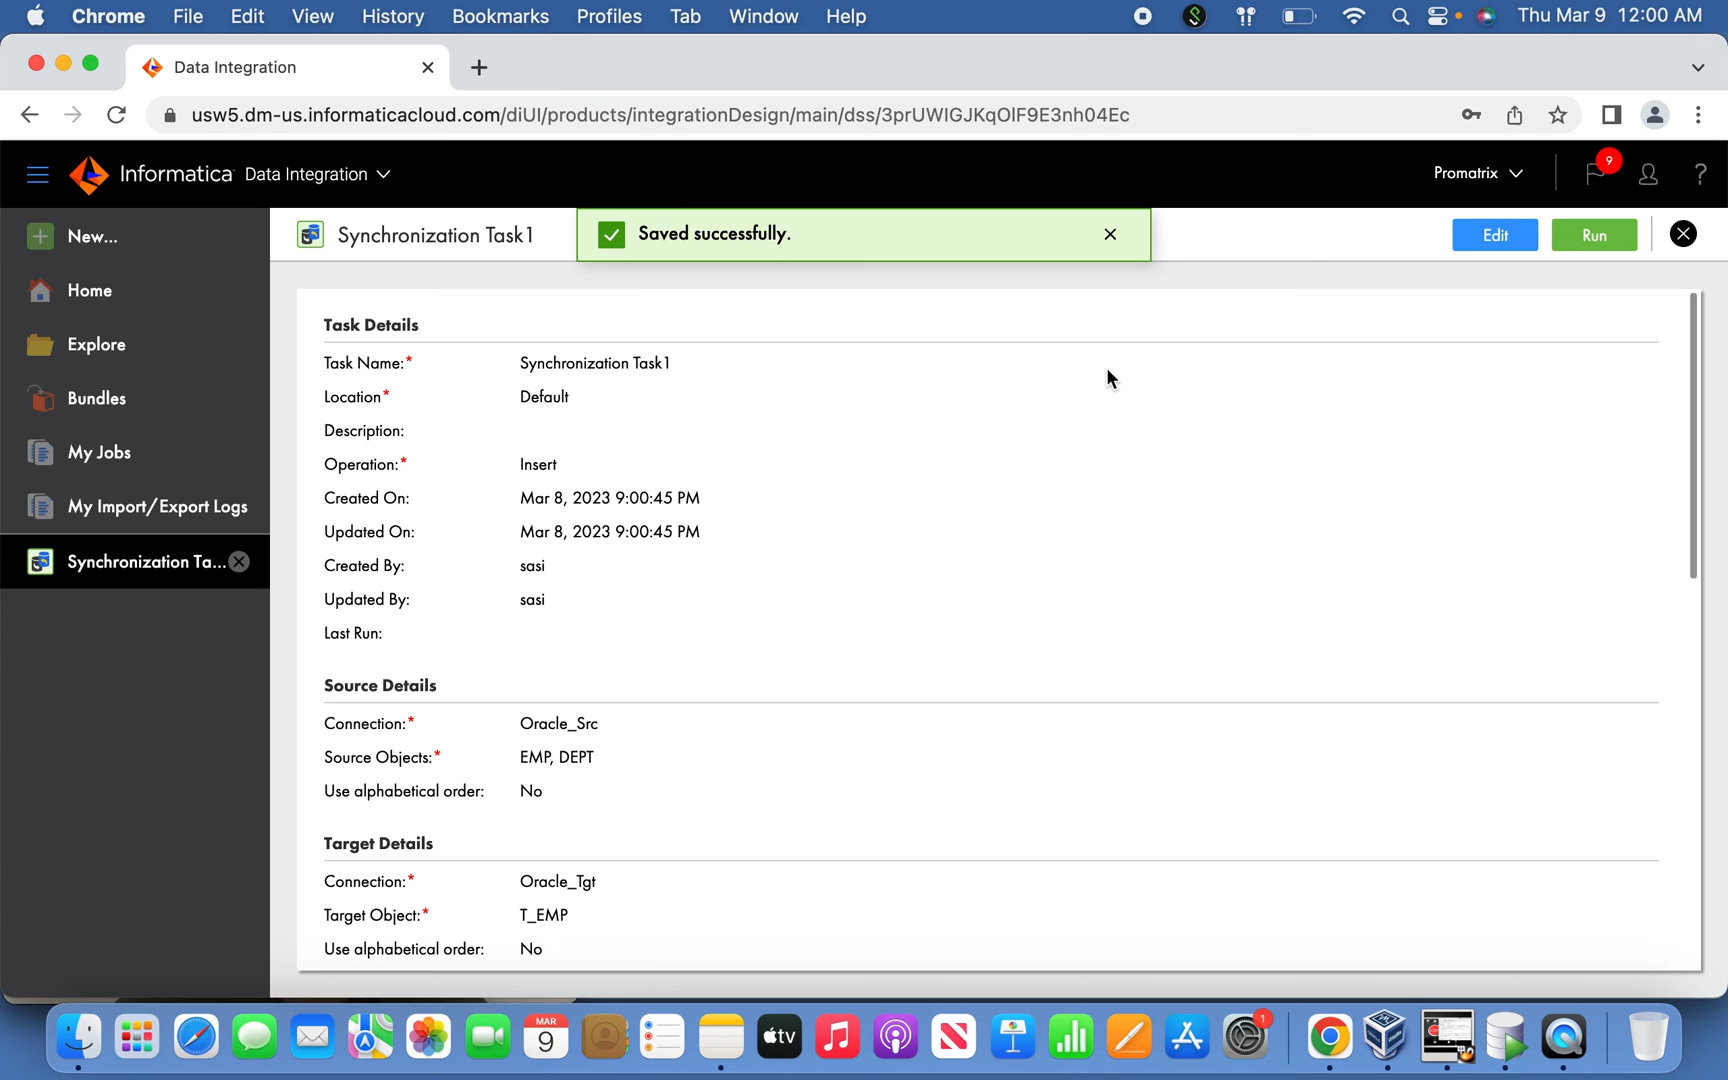 Chrome File Edit View History Bookmarks Profiles Tab Window Help Thu Mar 9 12:00 AM
Data Integration
usw5.dm-us.informaticacloud.com/diUI/products/integrationDesign/main/dss/3prUWIGJKqOlF9E3nh04Ec
Informatica Data Integration Promatrix 9 ?
New...
Home
Explore
Bundles
My Jobs
My Import/Export Logs
Synchronization Ta...
Synchronization Task1 Saved successfully. Edit Run
Task Details
Task Name:* Synchronization Task1
Location* Default
Description:
Operation:* Insert
Created On: Mar 8, 2023 9:00:45 PM
Updated On: Mar 8, 2023 9:00:45 PM
Created By: sasi
Updated By: sasi
Last Run:
Source Details
Connection:* Oracle_Src
Source Objects:* EMP, DEPT
Use alphabetical order: No
Target Details
Connection:* Oracle_Tgt
Target Object:* T_EMP
Use alphabetical order: No
MAR
9
tv
1